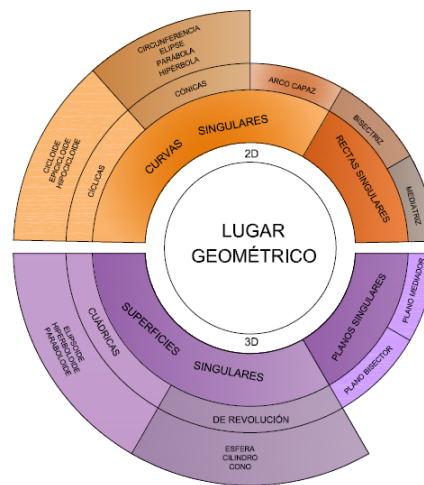 CIRCUNFERENCIA
ELIPSE
PARÁBOLA
HIPÉRBOLA
CÓNICAS
ARCO CAPAZ
BISECTRIZ
MEDIATRIZ
CICLOIDE
EPICICLOIDE
HIPOCICLOIDE
CÍCLICAS
CURVAS SINGULARES
RECTAS SINGULARES
2D
LUGAR
GEOMÉTRICO
3D
SUPERFICIES SINGULARES
PLANOS SINGULARES
PLANO MEDIADOR
PLANO BISECTOR
CUÁDRICAS
ELIPSOIDE
HIPERBOLOIDE
PARABOLOIDE
DE REVOLUCIÓN
ESFERA
CILINDRO
CONO